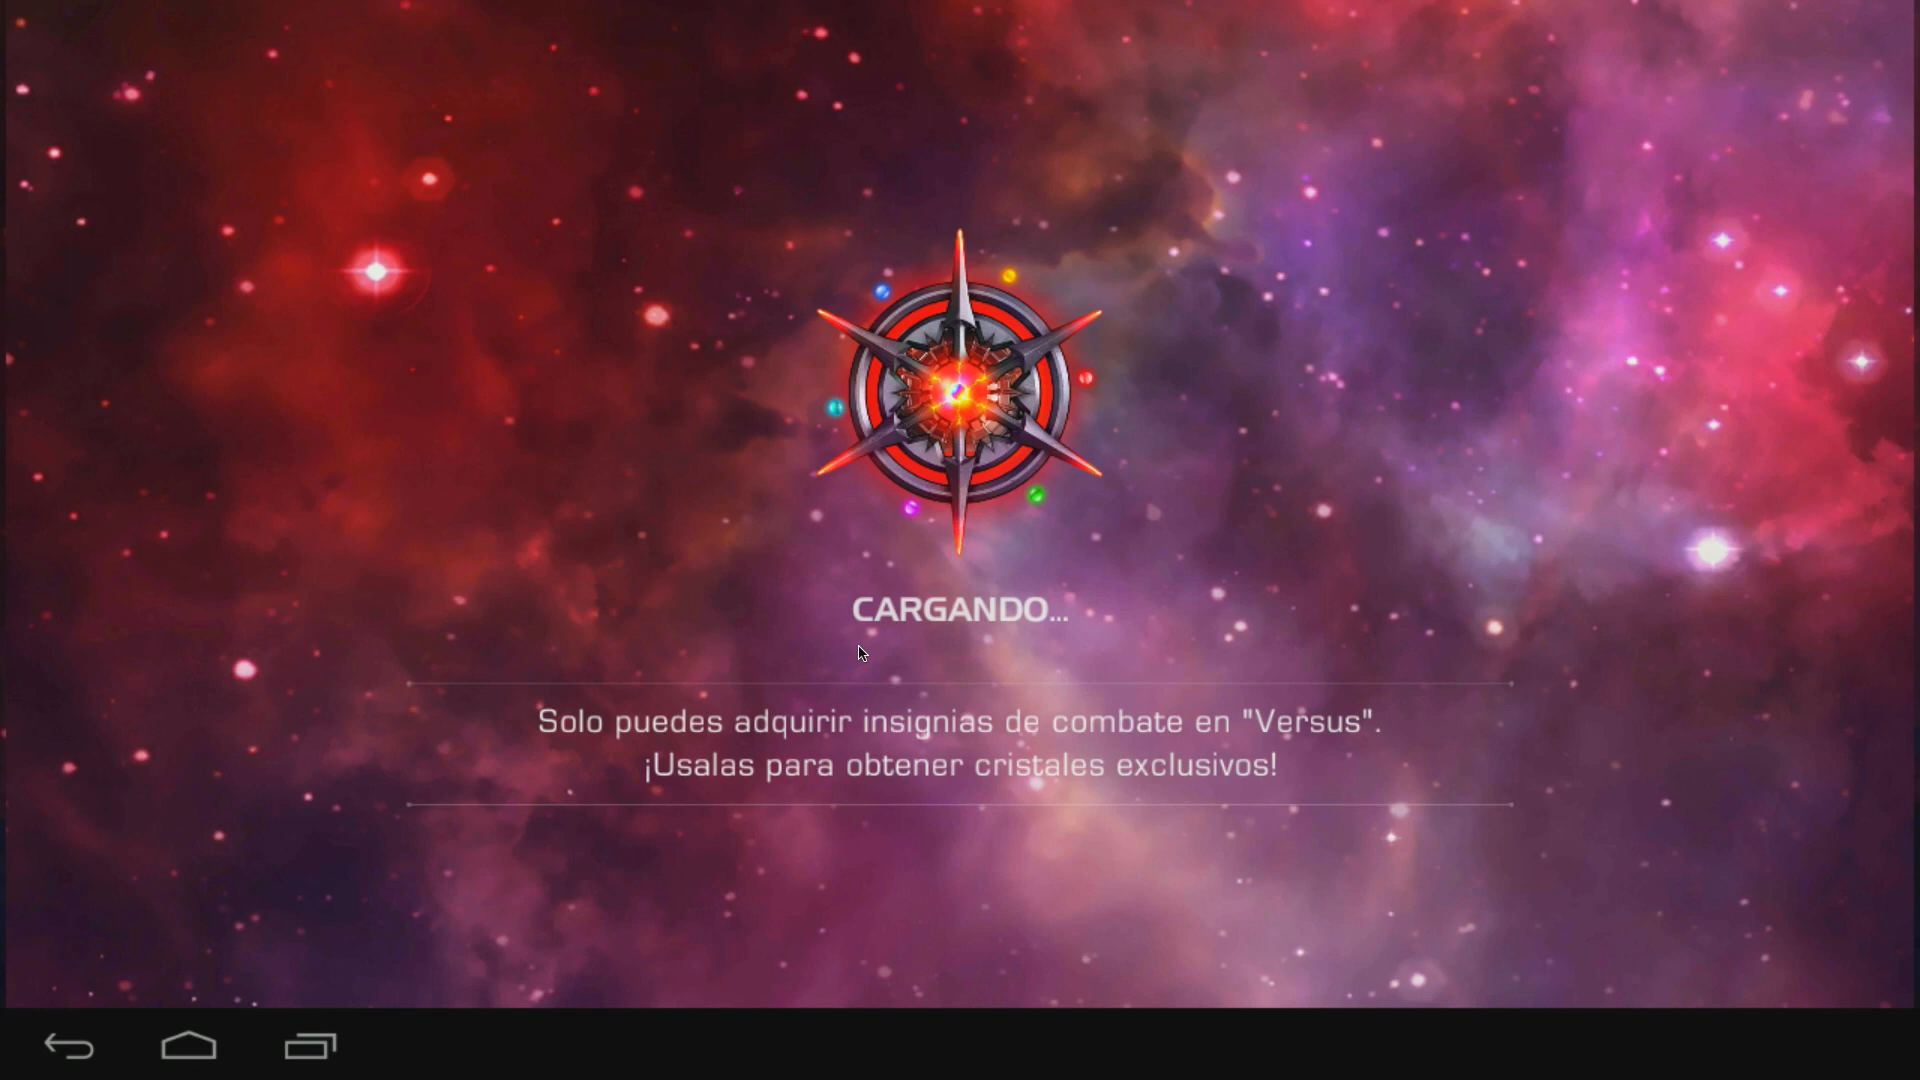 CARGANDO...
Solo puedes adquirir insignias de combate en "Versus".
¡Usalas para obtener cristales exclusivos!